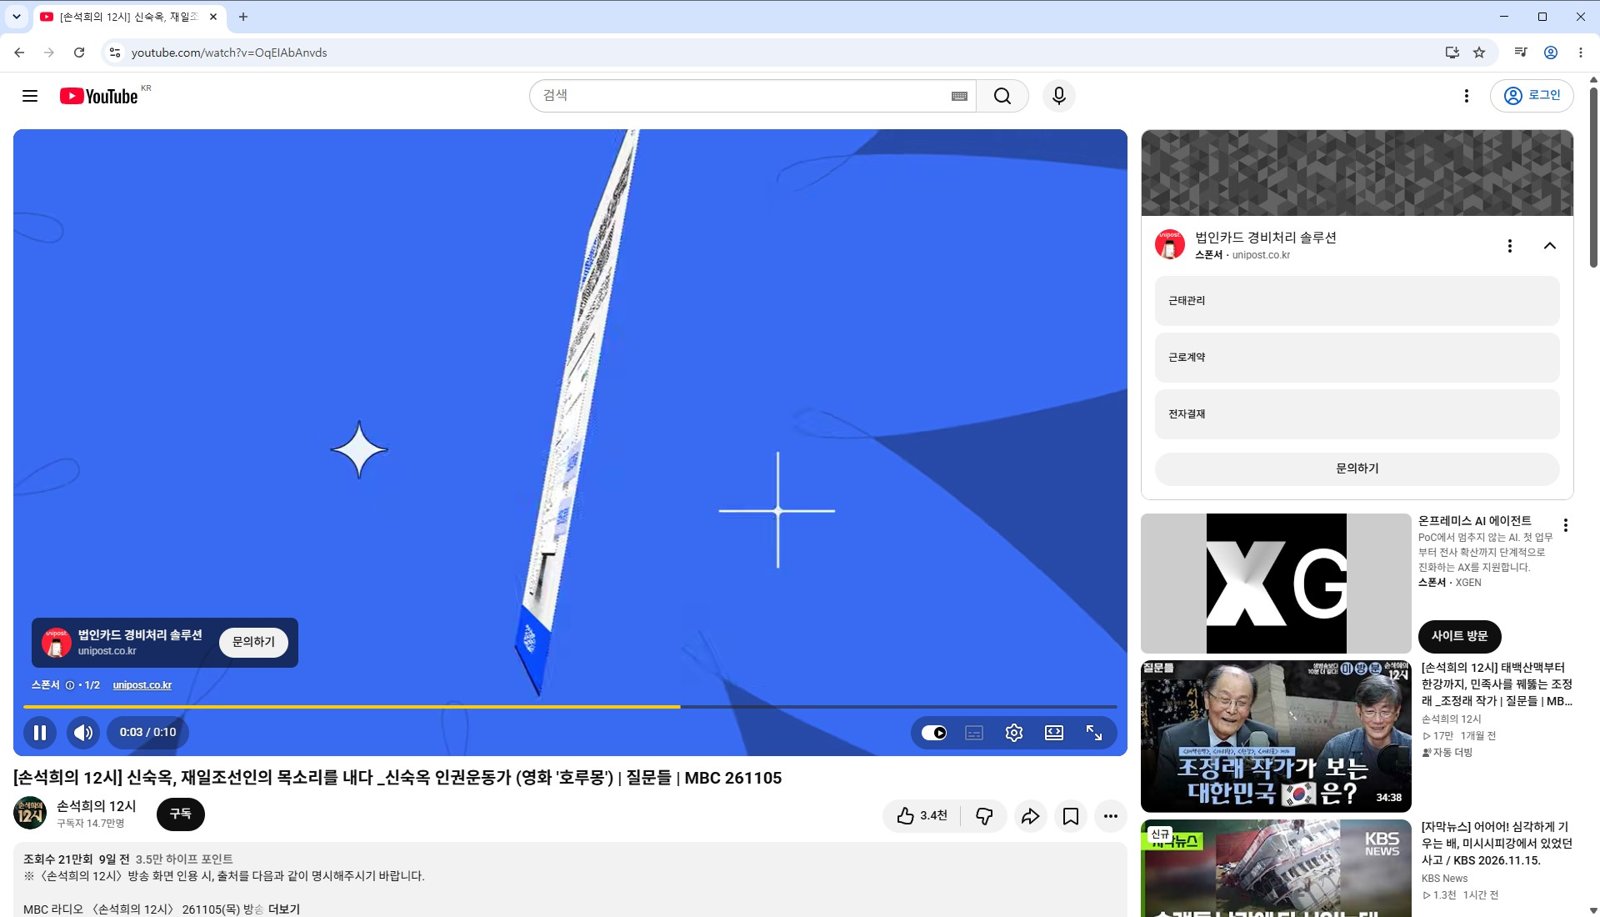 [손석희의 12시] 신숙옥, 재일조
youtube.com/watch?v=OqEIAbAnvds
YouTube KR
검색
로그인
법인카드 경비처리 솔루션
unipost.co.kr
문의하기
스폰서 • 1/2 unipost.co.kr
0:03 / 0:10
[손석희의 12시] 신숙옥, 재일조선인의 목소리를 내다 _신숙옥 인권운동가 (영화 '호루몽') | 질문들 | MBC 261105
손석희의 12시
구독자 14.7만명
구독
3.4천
조회수 21만회 9일 전 3.5만 하이프 포인트
※〈손석희의 12시〉방송 화면 인용 시, 출처를 다음과 같이 명시해주시기 바랍니다.
MBC 라디오 〈손석희의 12시〉 261105(목) 방송 더보기
법인카드 경비처리 솔루션
스폰서 · unipost.co.kr
근태관리
근로계약
전자결재
문의하기
XG
온프레미스 AI 에이전트
PoC에서 멈추지 않는 AI. 첫 업무
부터 전사 확산까지 단계적으로
진화하는 AX를 지원합니다.
스폰서 · XGEN
사이트 방문
질문들
손석희의
12시
조정래 작가가 보는
대한민국 은?
34:38
[손석희의 12시] 태백산맥부터
한강까지, 민족사를 꿰뚫는 조정
래 _조정래 작가 | 질문들 | MB...
손석희의 12시
17만 1개월 전
자동 더빙
신규
자막뉴스
KBS
NEWS
[자막뉴스] 어어어! 심각하게 기
우는 배, 미시시피강에서 있었던
사고 / KBS 2026.11.15.
KBS News
1.3천 1시간 전